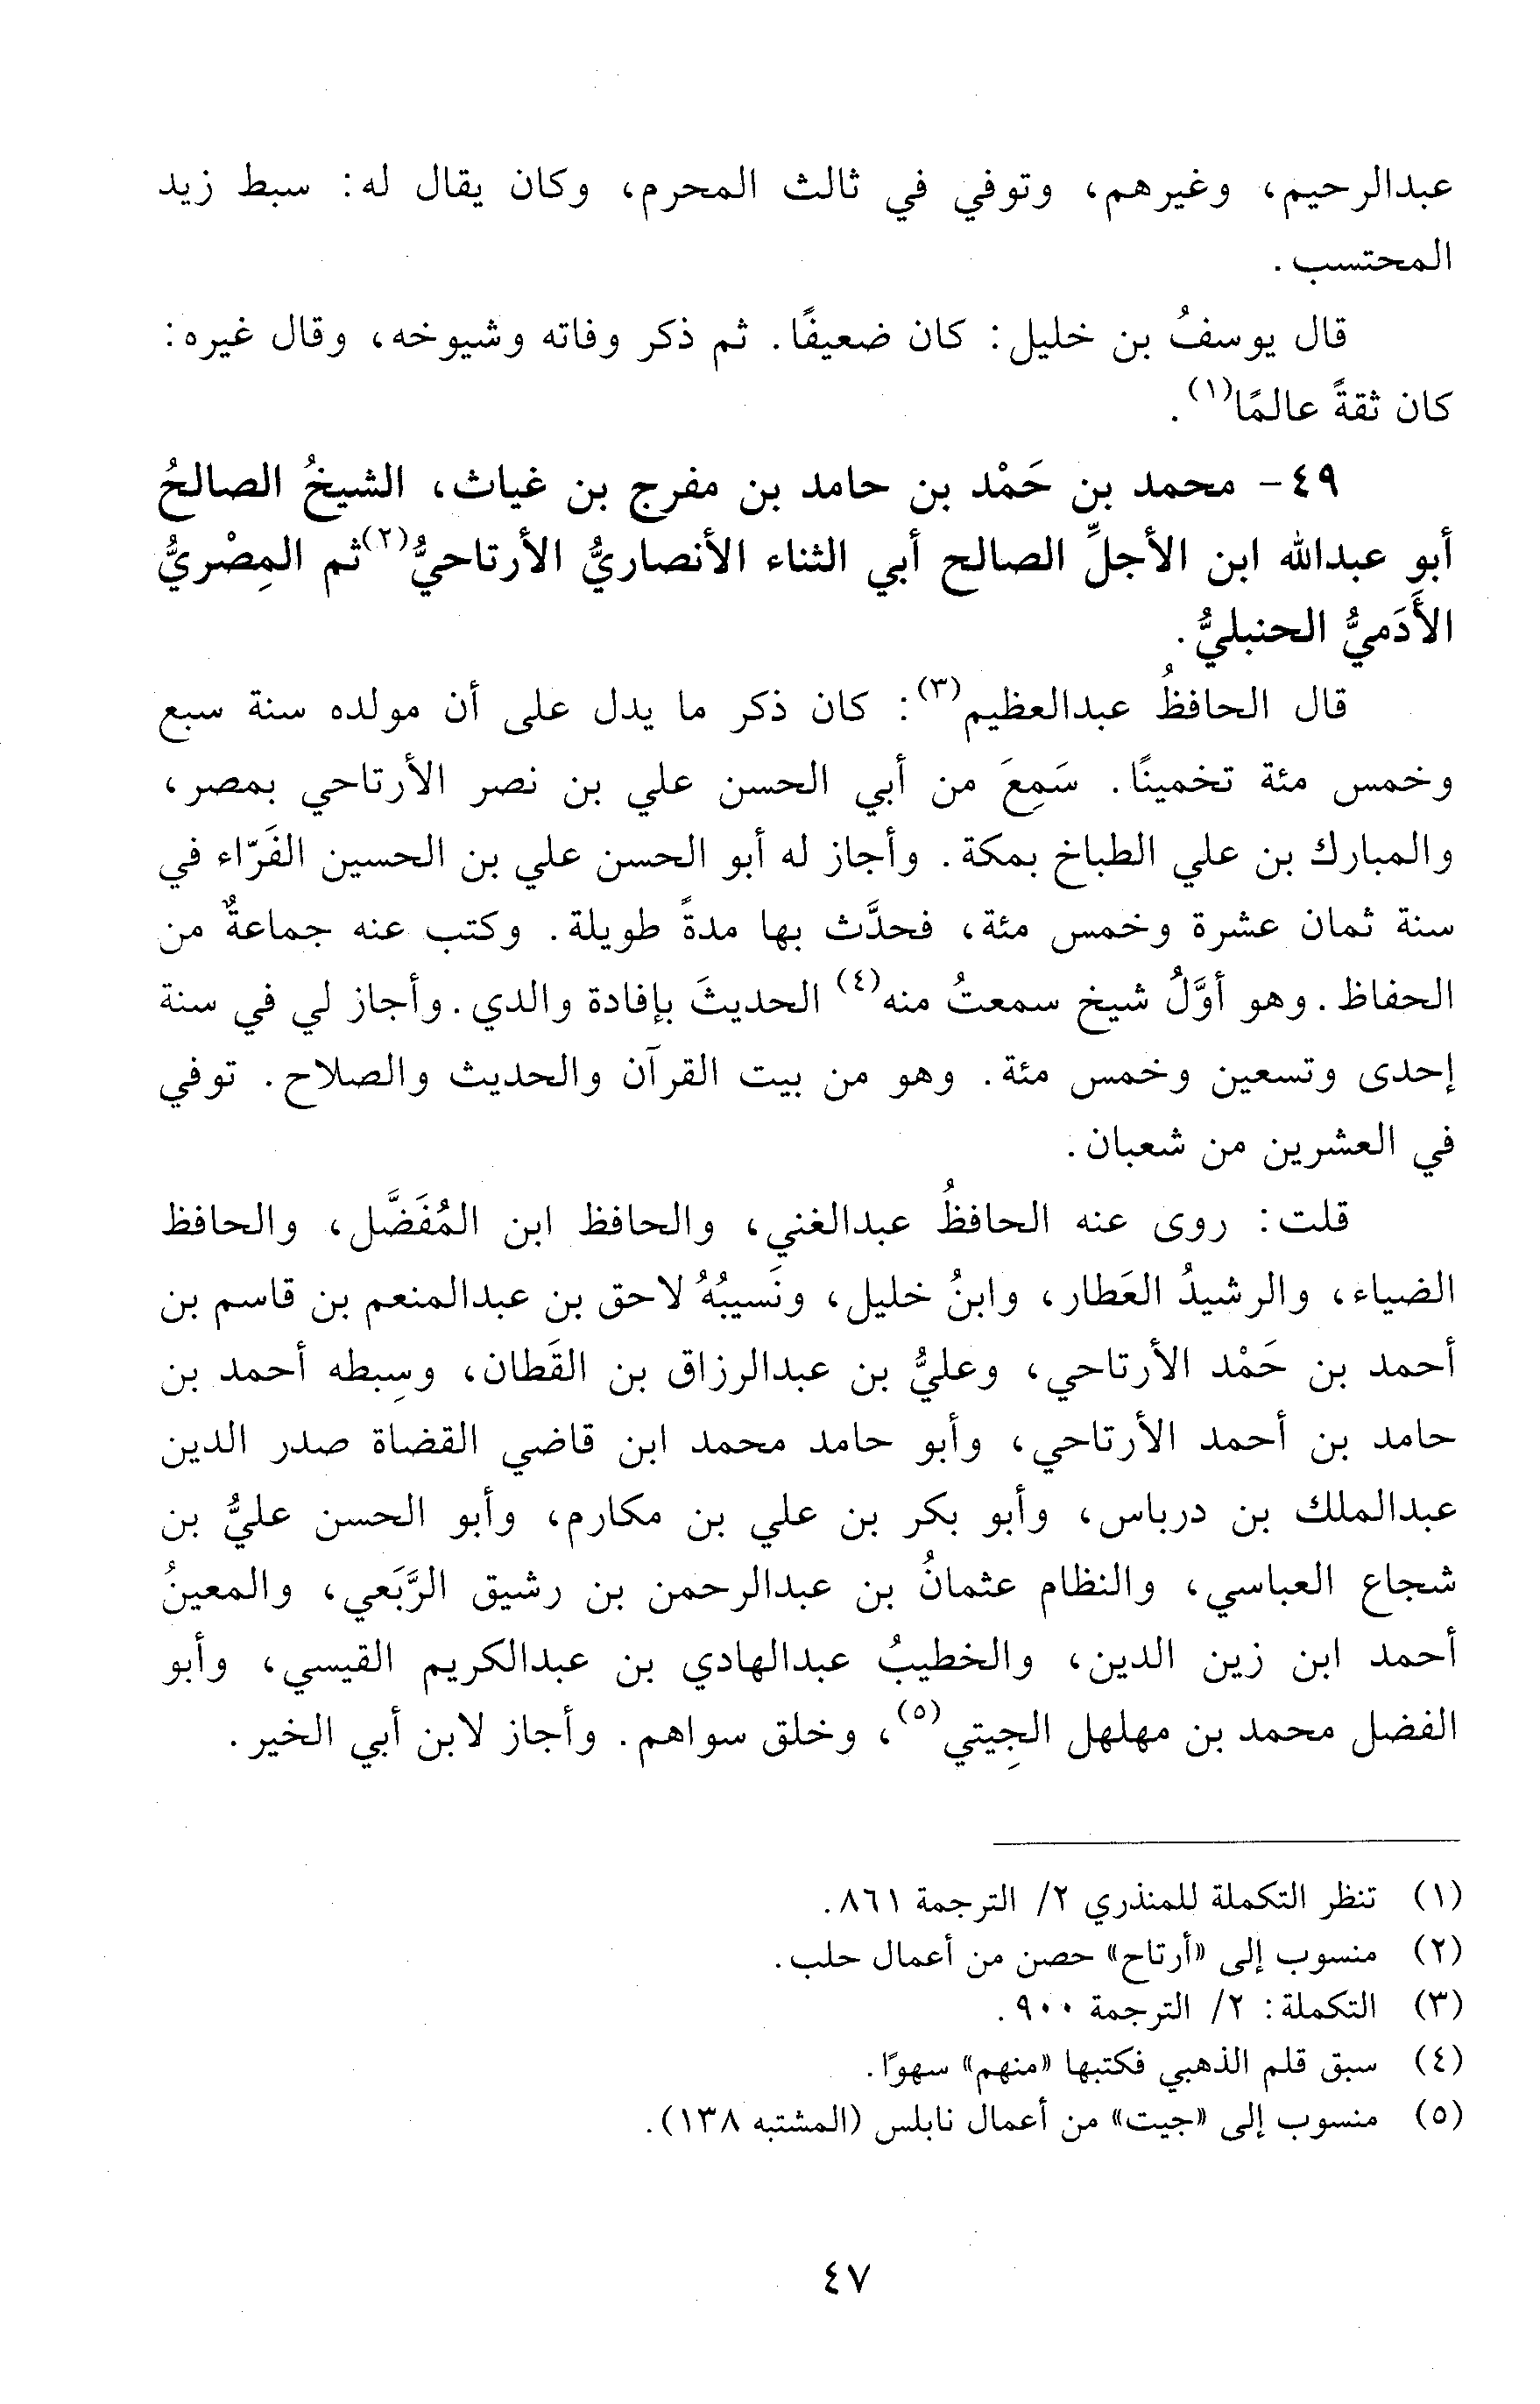 عبدالرحيم، وغيرهم، وتوفي في ثالث المحرم، وكان يقال له: سبط زيد
المحتسب.
قال يوسفُ بن خليل: كان ضعيفًا. ثم ذكر وفاته وشيوخه، وقال غيره:
كان ثقةً عالمًا(١).
٤٩- محمد بن حَمْد بن حامد بن مفرج بن غياث، الشيخُ الصالحُ
أبو عبدالله ابن الأجلِّ الصالح أبي الثناء الأنصاريُّ الأرتاحيُّ(٢) ثم المِصْريُّ
الأَدَميُّ الحنبليُّ.
قال الحافظُ عبدالعظيم(٣): كان ذكر ما يدل على أن مولده سنة سبع
وخمس مئة تخمينًا. سَمِعَ من أبي الحسن علي بن نصر الأرتاحي بمصر،
والمبارك بن علي الطباخ بمكة. وأجاز له أبو الحسن علي بن الحسين الفَرّاء في
سنة ثمان عشرة وخمس مئة، فحدَّث بها مدةً طويلة. وكتب عنه جماعةٌ من
الحفاظ. وهو أوَّلُ شيخ سمعتُ منه(٤) الحديثَ بإفادة والدي. وأجاز لي في سنة
إحدى وتسعين وخمس مئة. وهو من بيت القرآن والحديث والصلاح. توفي
في العشرين من شعبان.
قلت: روى عنه الحافظُ عبدالغني، والحافظ ابن المُفَضَّل، والحافظ
الضياء، والرشيدُ العَطار، وابنُ خليل، ونَسيبُهُ لاحق بن عبدالمنعم بن قاسم بن
أحمد بن حَمْد الأرتاحي، وعليُّ بن عبدالرزاق بن القَطان، وسِبطه أحمد بن
حامد بن أحمد الأرتاحي، وأبو حامد محمد ابن قاضي القضاة صدر الدين
عبدالملك بن درباس، وأبو بكر بن علي بن مكارم، وأبو الحسن عليُّ بن
شجاع العباسي، والنظام عثمانُ بن عبدالرحمن بن رشيق الرَّبَعي، والمعينُ
أحمد ابن زين الدين، والخطيبُ عبدالهادي بن عبدالكريم القيسي، وأبو
الفضل محمد بن مهلهل الجِيتي(٥)، وخلق سواهم. وأجاز لابن أبي الخير.
(١) تنظر التكملة للمنذري ٢/ الترجمة ٨٦١.
(٢) منسوب إلى «أرتاح» حصن من أعمال حلب.
(٣) التكملة: ٢/ الترجمة ٩٠٠.
(٤) سبق قلم الذهبي فكتبها «منهم» سهوًا.
(٥) منسوب إلى «جيت» من أعمال نابلس (المشتبه ١٣٨).
٤٧